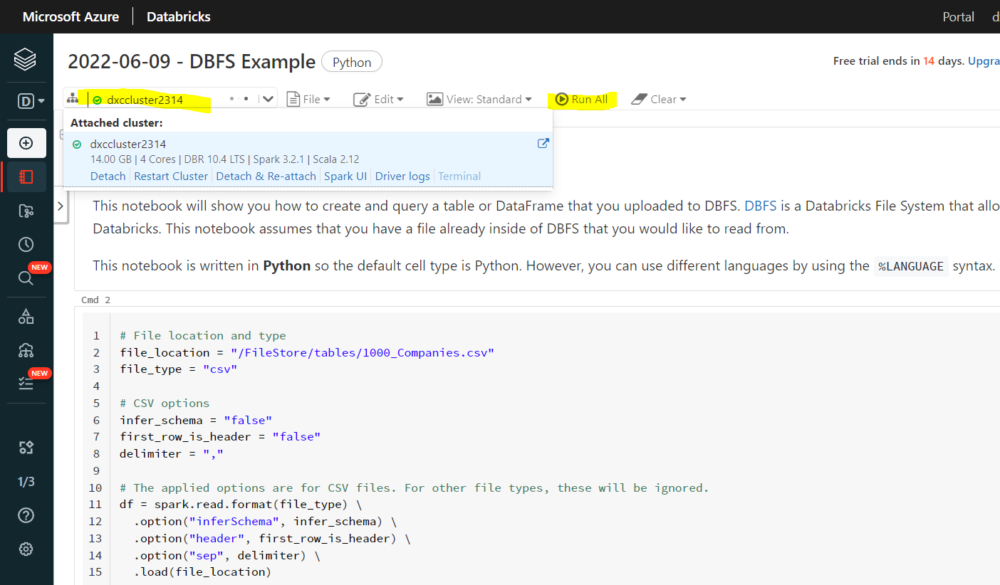 Microsoft Azure | Databricks Portal d
2022-06-09 - DBFS Example Python
Free trial ends in 14 days. Upgra
D
dxccluster2314 File Edit View: Standard Run All Clear
Attached cluster:
dxccluster2314
14.00 GB | 4 Cores | DBR 10.4 LTS | Spark 3.2.1 | Scala 2.12
Detach Restart Cluster Detach & Re-attach Spark UI Driver logs Terminal
This notebook will show you how to create and query a table or DataFrame that you uploaded to DBFS. DBFS is a Databricks File System that allo
Databricks. This notebook assumes that you have a file already inside of DBFS that you would like to read from.
This notebook is written in Python so the default cell type is Python. However, you can use different languages by using the %LANGUAGE syntax.
NEW
NEW
1/3
Cmd 2
1 # File location and type
2 file_location = "/FileStore/tables/1000_Companies.csv"
3 file_type = "csv"
4
5 # CSV options
6 infer_schema = "false"
7 first_row_is_header = "false"
8 delimiter = ","
9
10 # The applied options are for CSV files. For other file types, these will be ignored.
11 df = spark.read.format(file_type) \
12 .option("inferSchema", infer_schema) \
13 .option("header", first_row_is_header) \
14 .option("sep", delimiter) \
15 .load(file_location)